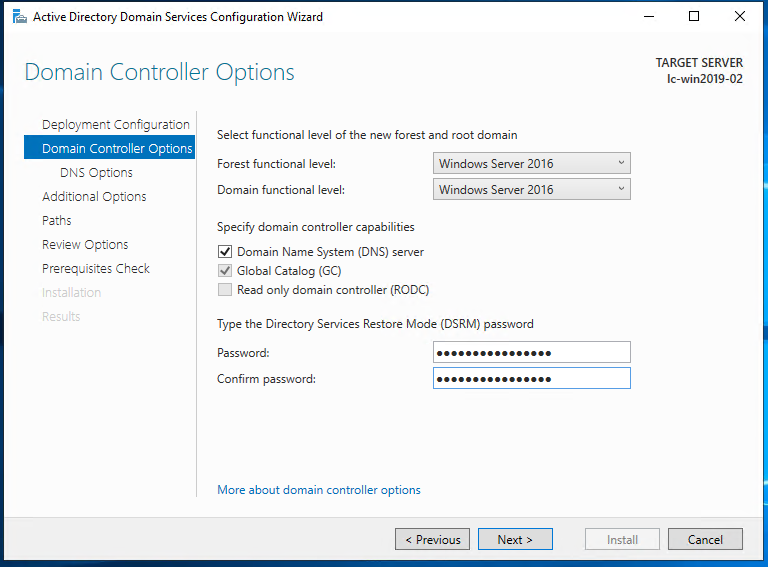 Active Directory Domain Services Configuration Wizard
Domain Controller Options
TARGET SERVER
lc-win2019-02
Deployment Configuration
Domain Controller Options
DNS Options
Additional Options
Paths
Review Options
Prerequisites Check
Installation
Results
Select functional level of the new forest and root domain
Forest functional level: Windows Server 2016
Domain functional level: Windows Server 2016
Specify domain controller capabilities
Domain Name System (DNS) server
Global Catalog (GC)
Read only domain controller (RODC)
Type the Directory Services Restore Mode (DSRM) password
Password: ●●●●●●●●●●●●●●●●
Confirm password: ●●●●●●●●●●●●●●●●
More about domain controller options
< Previous Next > Install Cancel